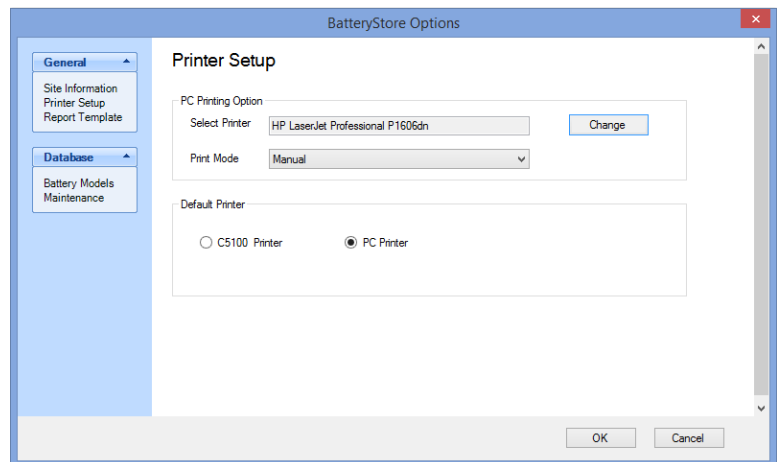 BatteryStore Options
General
Site Information
Printer Setup
Report Template
Database
Battery Models
Maintenance
Printer Setup
PC Printing Option
Select Printer HP LaserJet Professional P1606dn Change
Print Mode Manual
Default Printer
C5100 Printer PC Printer
OK Cancel